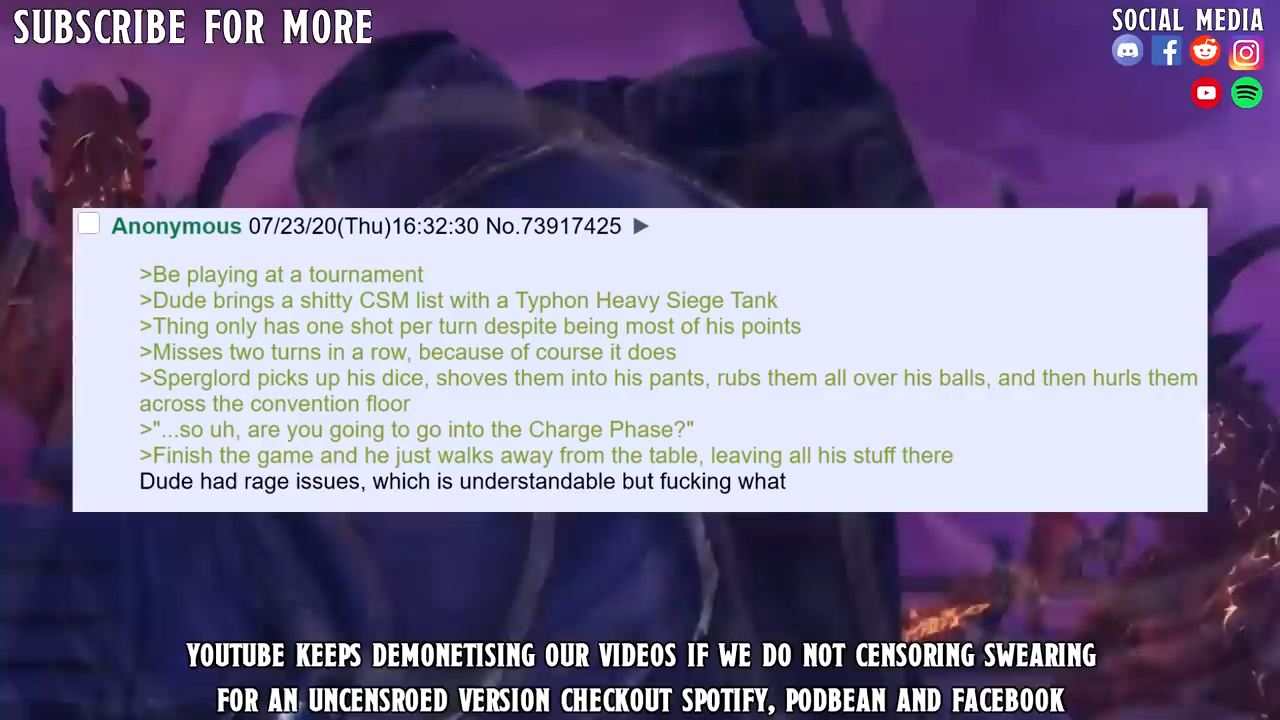 SUBSCRIBE FOR MORE
SOCIAL MEDIA
Anonymous 07/23/20(Thu)16:32:30 No.73917425 ▶
>Be playing at a tournament
>Dude brings a shitty CSM list with a Typhon Heavy Siege Tank
>Thing only has one shot per turn despite being most of his points
>Misses two turns in a row, because of course it does
>Sperglord picks up his dice, shoves them into his pants, rubs them all over his balls, and then hurls them
across the convention floor
>"...so uh, are you going to go into the Charge Phase?"
>Finish the game and he just walks away from the table, leaving all his stuff there
Dude had rage issues, which is understandable but fucking what
YOUTUBE KEEPS DEMONETISING OUR VIDEOS IF WE DO NOT CENSORING SWEARING
FOR AN UNCENSROED VERSION CHECKOUT SPOTIFY, PODBEAN AND FACEBOOK